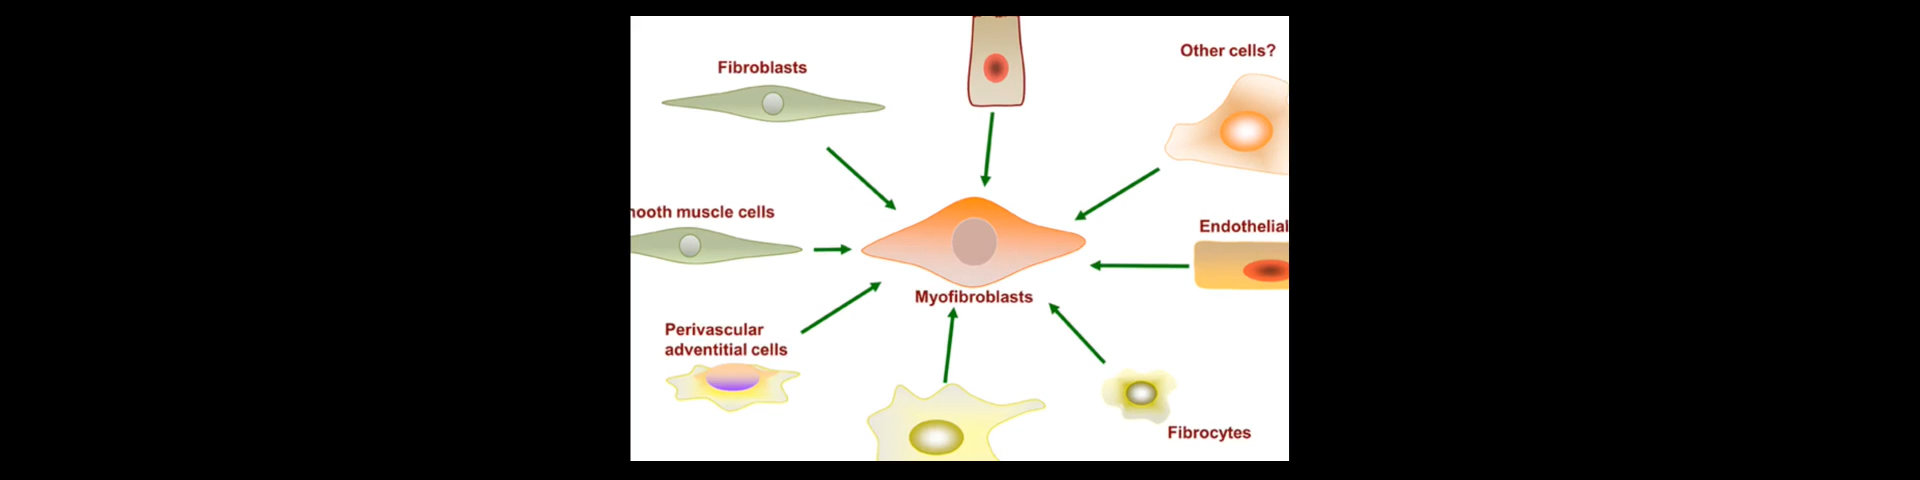 Fibroblasts
Other cells?
nooth muscle cells
Endothelial
Myofibroblasts
Perivascular
adventitial cells
Fibrocytes